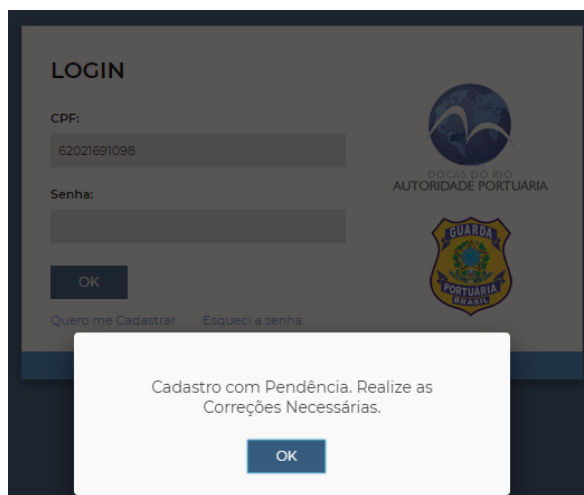 LOGIN
CPF:
62021691098
DOCAS DO RIO
AUTORIDADE PORTUARIA
Senha:
GUARDA
PORTUÁRIA
BRASIL
OK
Quero me Cadastrar Esqueci a senha
Cadastro com Pendência. Realize as
Correções Necessárias.
OK